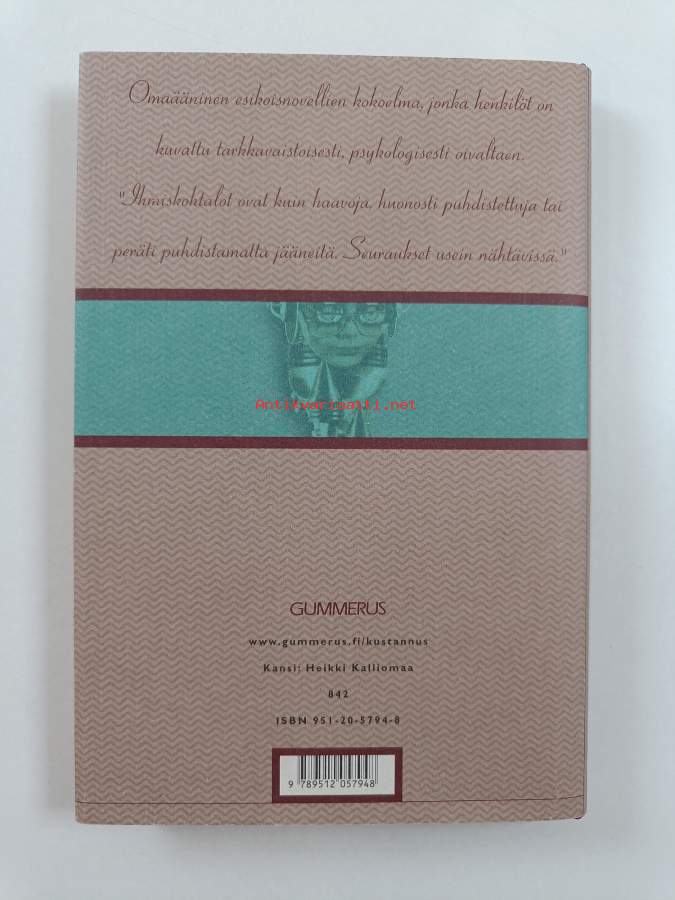 Omaääninen esikoisnovellien kokoelma, jonka henkilöt on
kuvattu tarkkavaistoisesti, psykologisesti oivaltaen.
"Ihmiskohtalot ovat kuin haavoja, huonosti puhdistettuja tai
peräti puhdistamatta jääneitä. Seuraukset usein nähtävissä."
Antikvariaatti.net
GUMMERUS
www.gummerus.fi/kustannus
Kansi: Heikki Kalliomaa
842
ISBN 951-20-5794-8
9 789512 057948